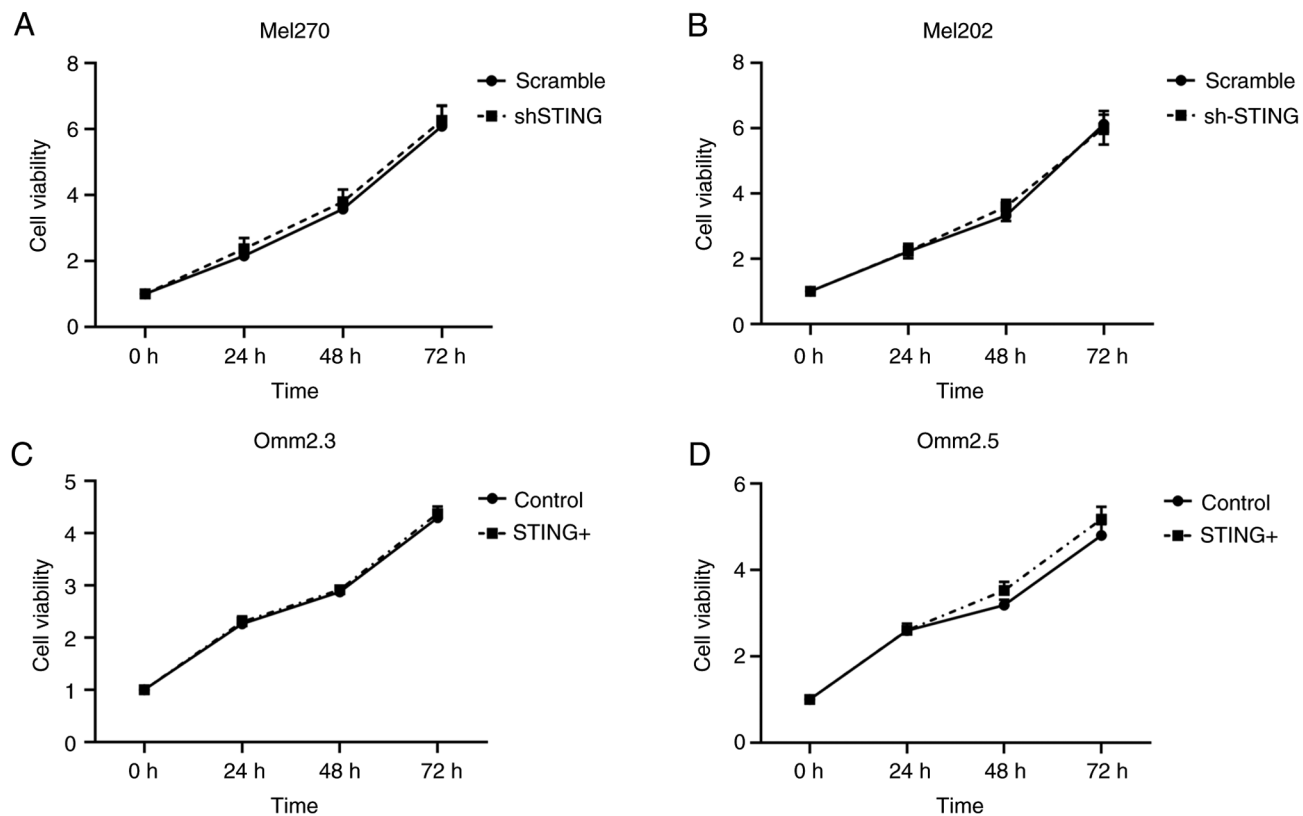 A
Mel270
8
6
4
2
0
Cell viability
0 h 24 h 48 h 72 h
Time
Scramble
shSTING
B
Mel202
8
6
4
2
0
Cell viability
0 h 24 h 48 h 72 h
Time
Scramble
sh-STING
C
Omm2.3
5
4
3
2
1
0
Cell viability
0 h 24 h 48 h 72 h
Time
Control
STING+
D
Omm2.5
6
4
2
0
Cell viability
0 h 24 h 48 h 72 h
Time
Control
STING+